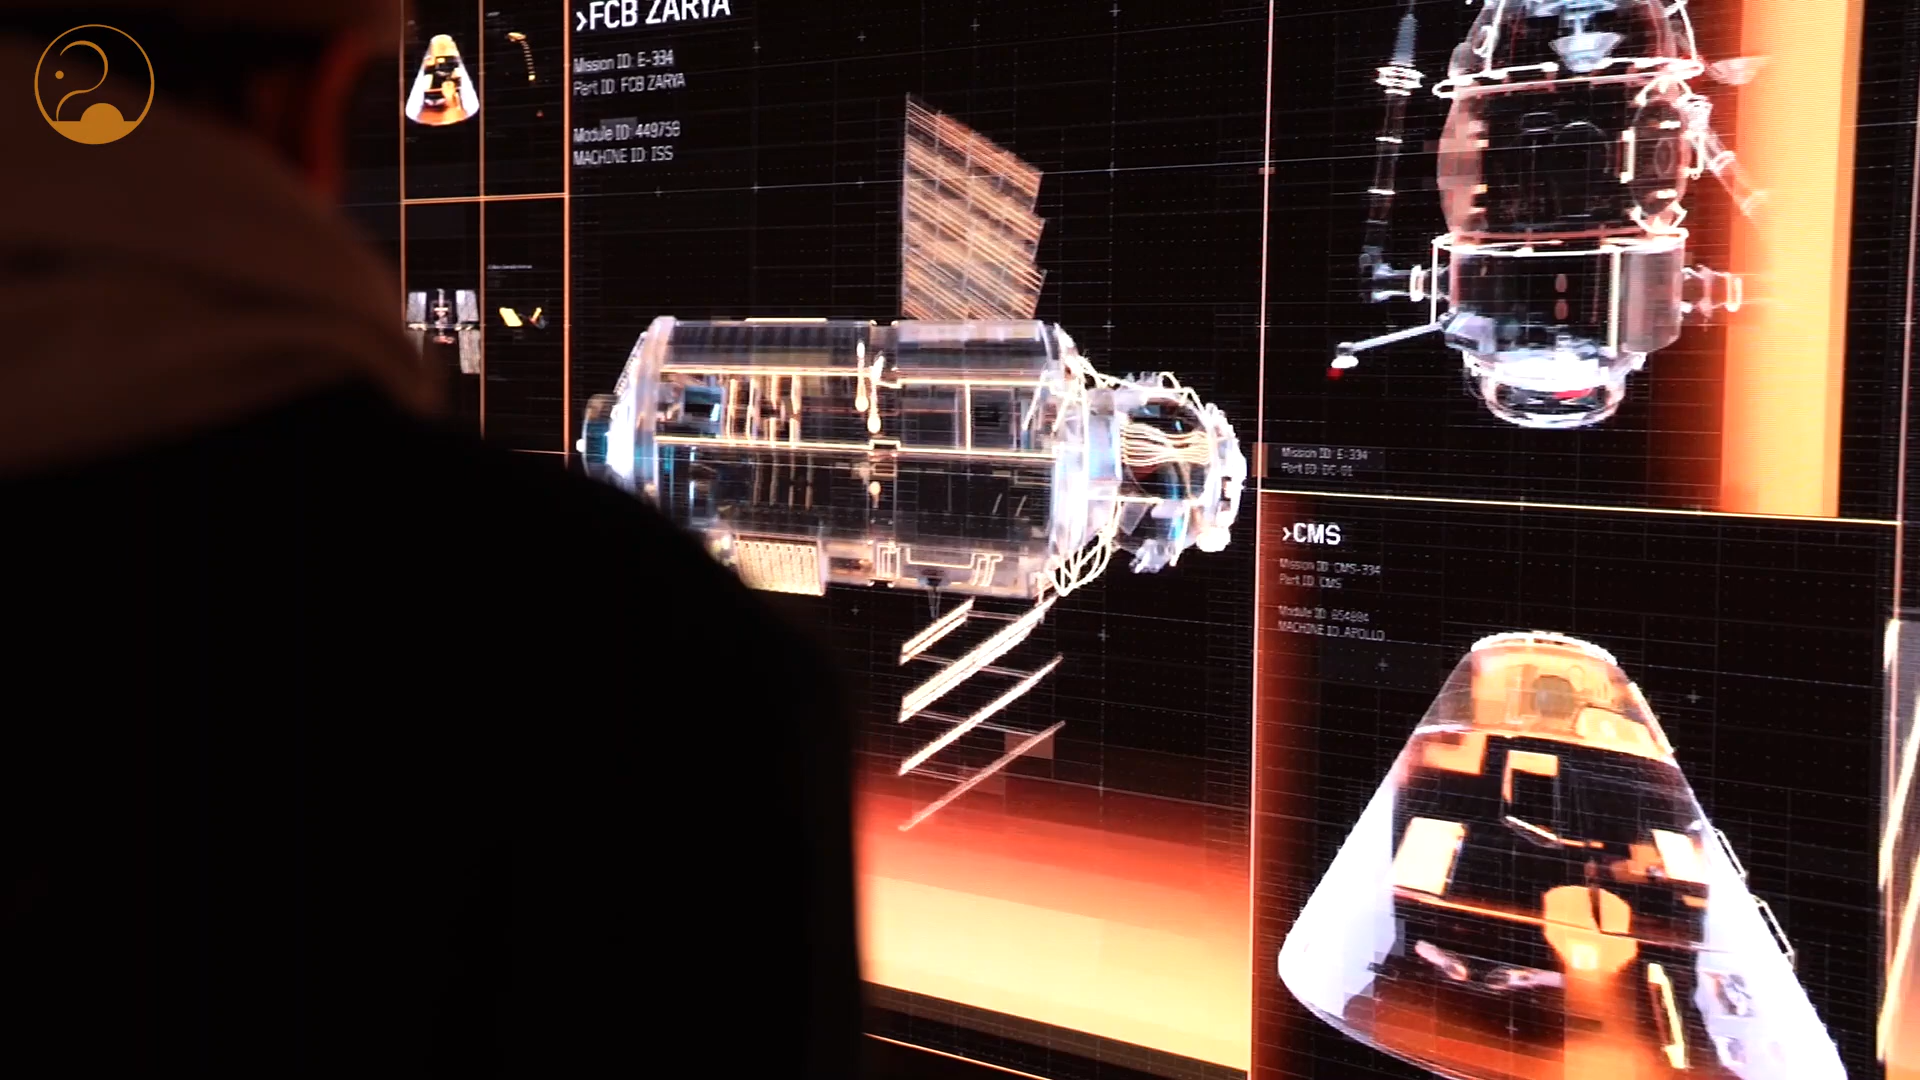 ›FCB ZARYA
Mission ID: E-334
Part ID: FCB ZARYA
Module ID: 449758
MACHINE ID: ISS
Mission ID: E-334
Part ID: DC-01
›CMS
Mission ID: CMS-334
Part ID: CMS
Module ID: 654894
MACHINE ID: APOLLO